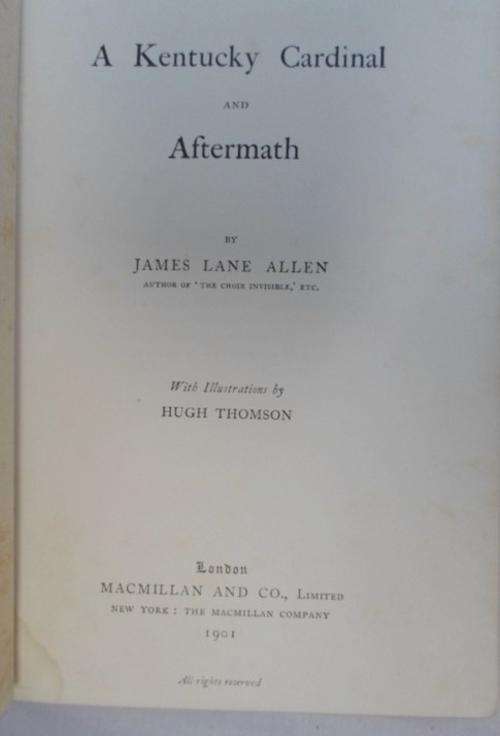 A Kentucky Cardinal
AND
Aftermath
BY
JAMES LANE ALLEN
AUTHOR OF 'THE CHOIR INVISIBLE,' ETC.
With Illustrations by
HUGH THOMSON
London
MACMILLAN AND CO., LIMITED
NEW YORK : THE MACMILLAN COMPANY
1901
All rights reserved